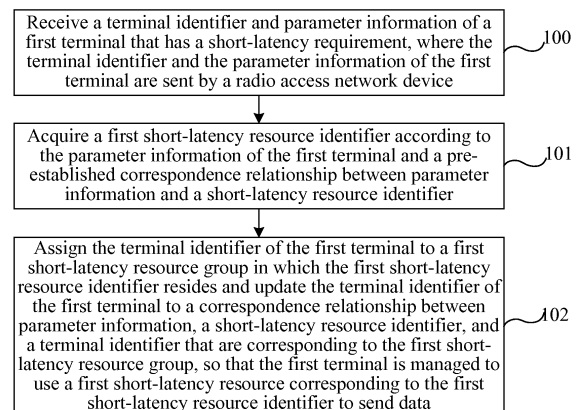 Receive a terminal identifier and parameter information of a
first terminal that has a short-latency requirement, where the
terminal identifier and the parameter information of the first
terminal are sent by a radio access network device
100
Acquire a first short-latency resource identifier according to
the parameter information of the first terminal and a pre-
established correspondence relationship between parameter
information and a short-latency resource identifier
101
Assign the terminal identifier of the first terminal to a first
short-latency resource group in which the first short-latency
resource identifier resides and update the terminal identifier of
the first terminal to a correspondence relationship between
parameter information, a short-latency resource identifier, and
a terminal identifier that are corresponding to the first short-
latency resource group, so that the first terminal is managed to
use a first short-latency resource corresponding to the first
short-latency resource identifier to send data
102